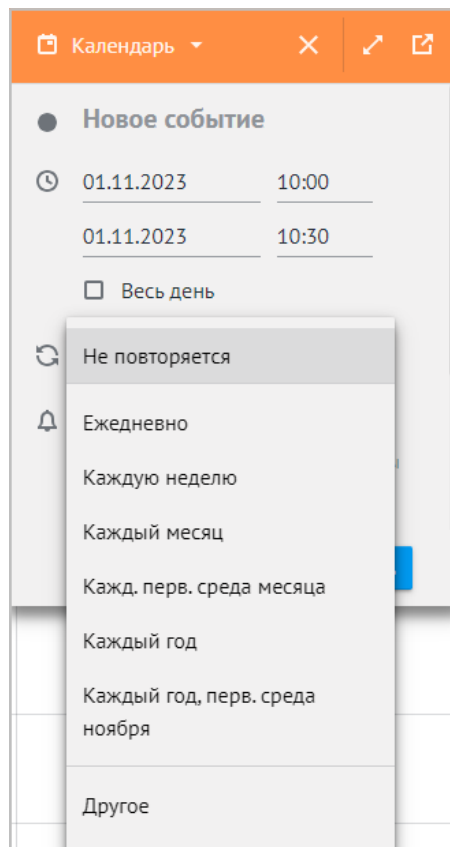 Календарь
Новое событие
01.11.2023 10:00
01.11.2023 10:30
Весь день
Не повторяется
Ежедневно
Каждую неделю
Каждый месяц
Кажд. перв. среда месяца
Каждый год
Каждый год, перв. среда
ноября
Другое